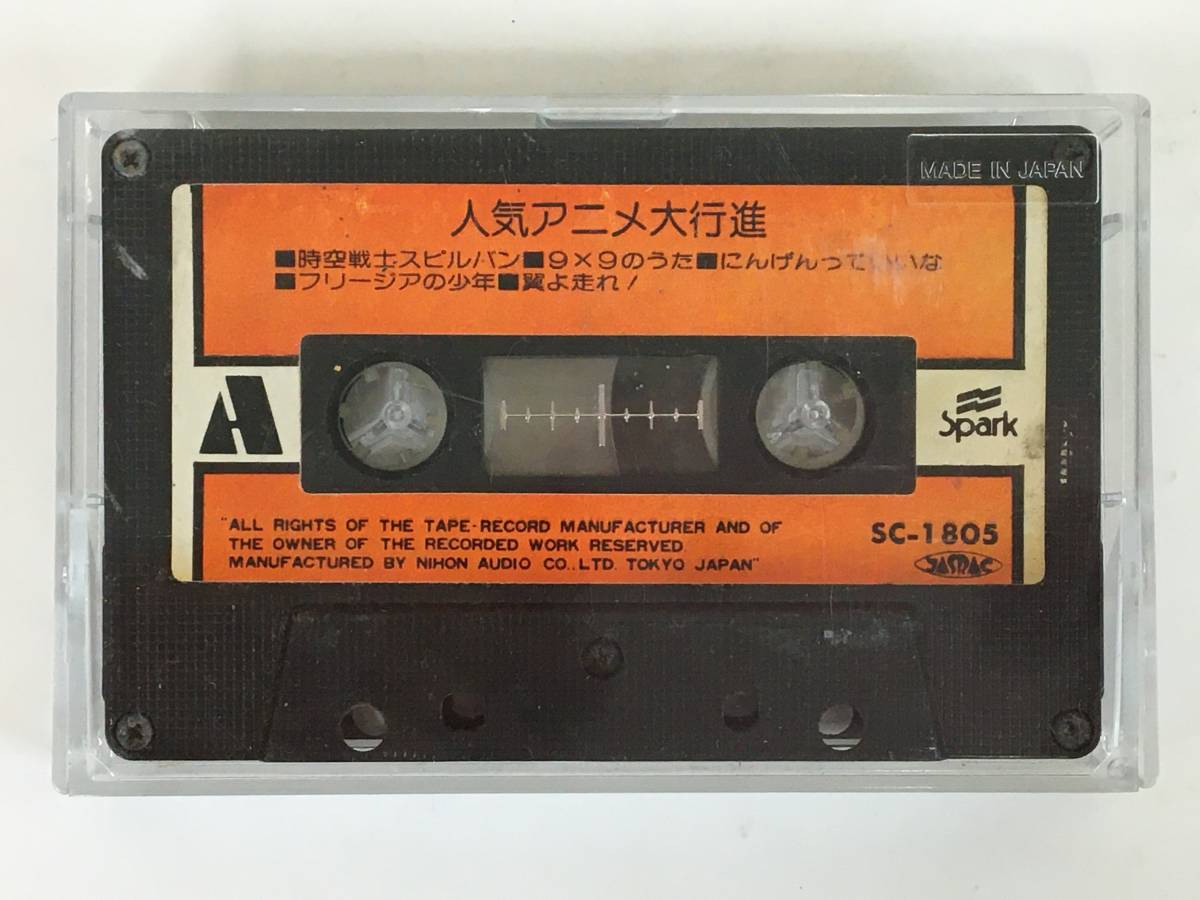 MADE IN JAPAN
人気アニメ大行進
■時空戦士スピルバン■9×9のうた■にんげんっていいな
■フリージアの少年■翼よ走れ!
A
Spark
"ALL RIGHTS OF THE TAPE-RECORD MANUFACTURER AND OF
THE OWNER OF THE RECORDED WORK RESERVED.
MANUFACTURED BY NIHON AUDIO CO.,LTD. TOKYO JAPAN"
SC-1805
JASRAC